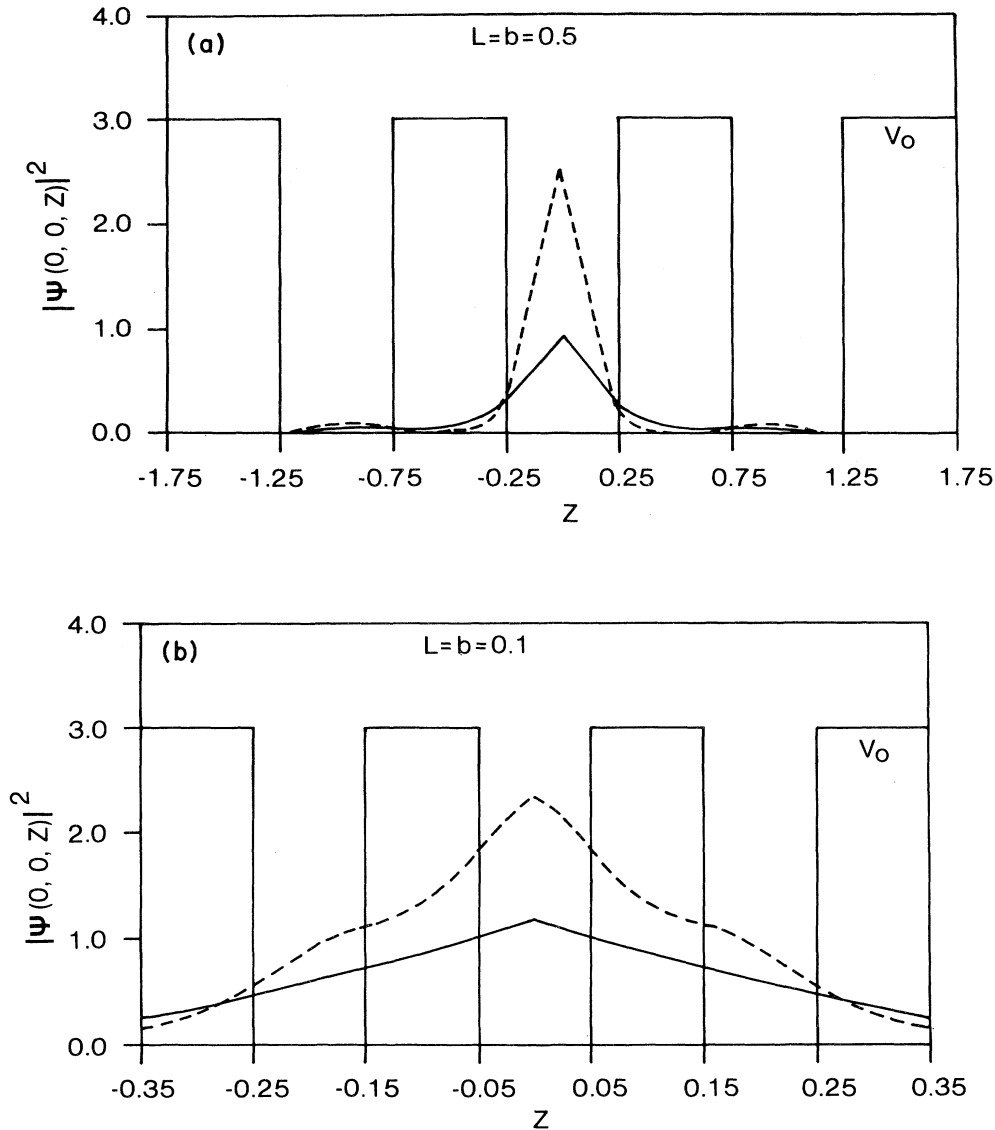 (a)
L=b=0.5
4.0
3.0
2.0
1.0
0.0
|Ψ(0, 0, Z)|²
V₀
-1.75 -1.25 -0.75 -0.25 0.25 0.75 1.25 1.75
Z
(b)
L=b=0.1
4.0
3.0
2.0
1.0
0.0
|Ψ(0, 0, Z)|²
V₀
-0.35 -0.25 -0.15 -0.05 0.05 0.15 0.25 0.35
Z